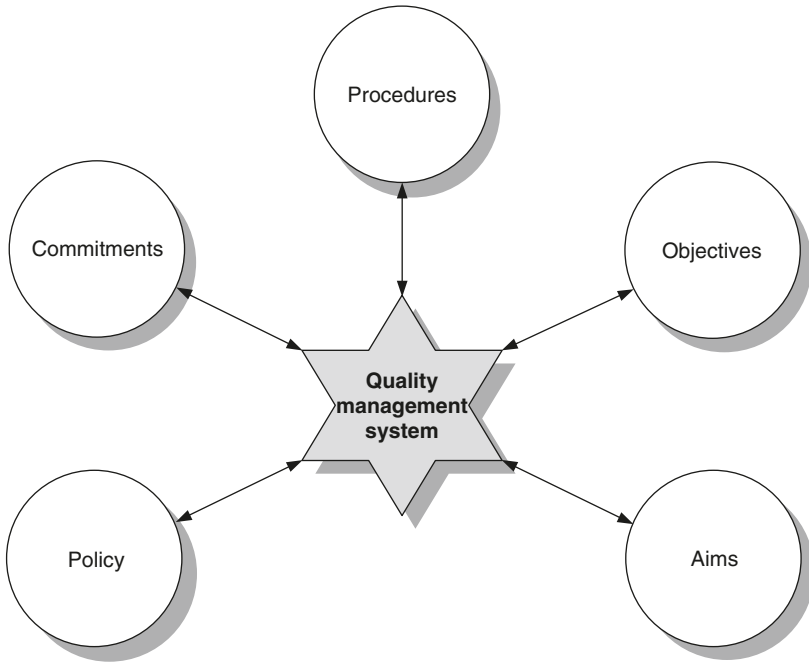 Procedures
Commitments
Objectives
Quality
management
system
Policy
Aims